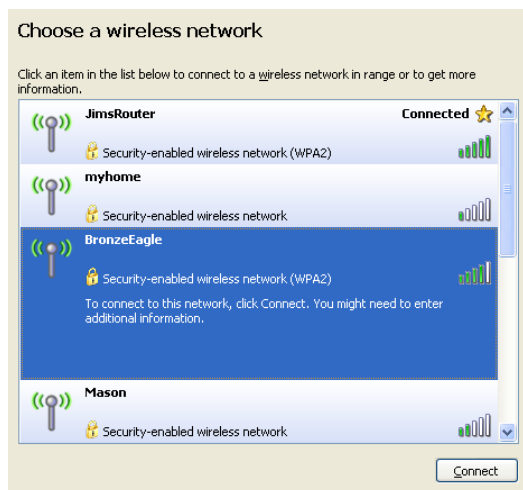 Choose a wireless network
Click an item in the list below to connect to a wireless network in range or to get more
information.
JimsRouter Connected
Security-enabled wireless network (WPA2)
myhome
Security-enabled wireless network
BronzeEagle
Security-enabled wireless network (WPA2)
To connect to this network, click Connect. You might need to enter
additional information.
Mason
Security-enabled wireless network
Connect